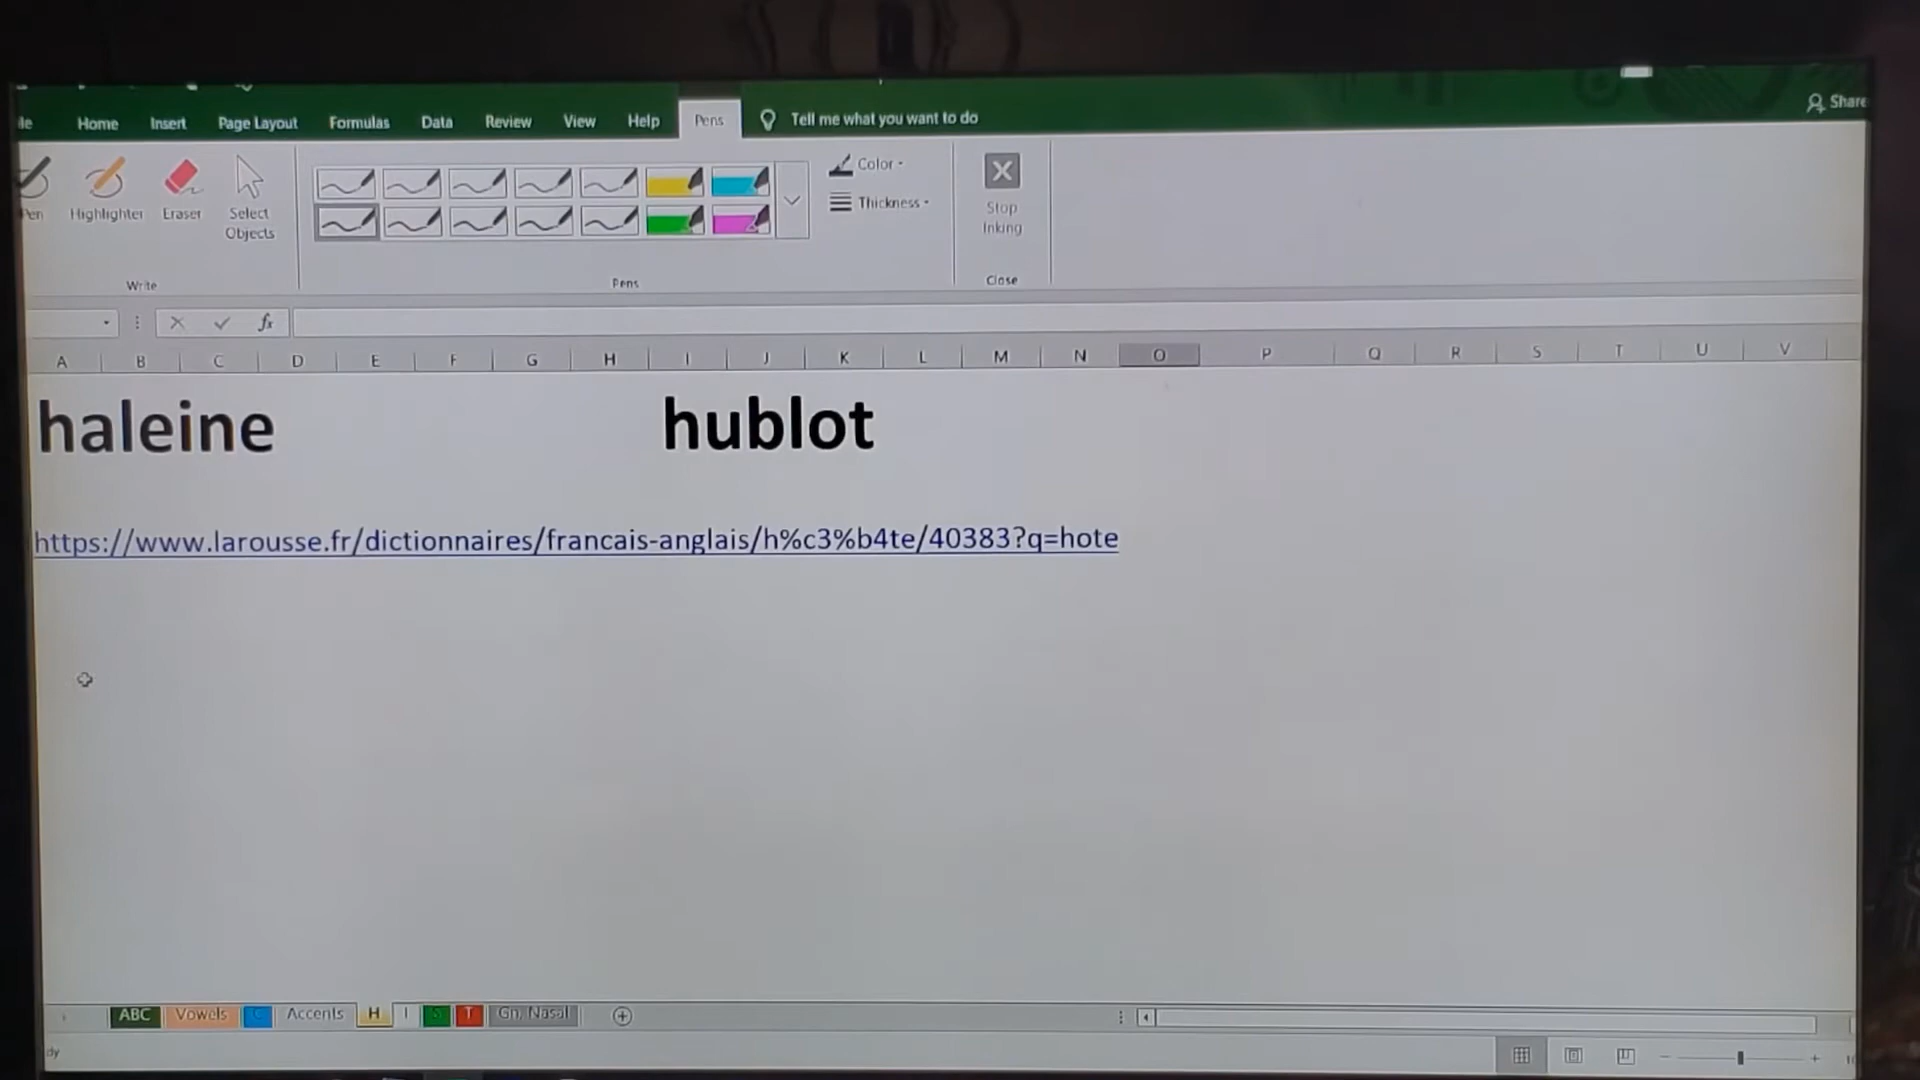 Home Insert Page Layout Formulas Data Review View Help Pens Tell me what you want to do Share
Pen Highlighter Eraser Select Objects
Color
Thickness
Stop Inking
Write Pens Close
fx
A B C D E F G H I J K L M N O P Q R S T U V
haleine hublot
https://www.larousse.fr/dictionnaires/francais-anglais/h%c3%b4te/40383?q=hote
ABC Vowels C Accents H I S T Gn, Nasal